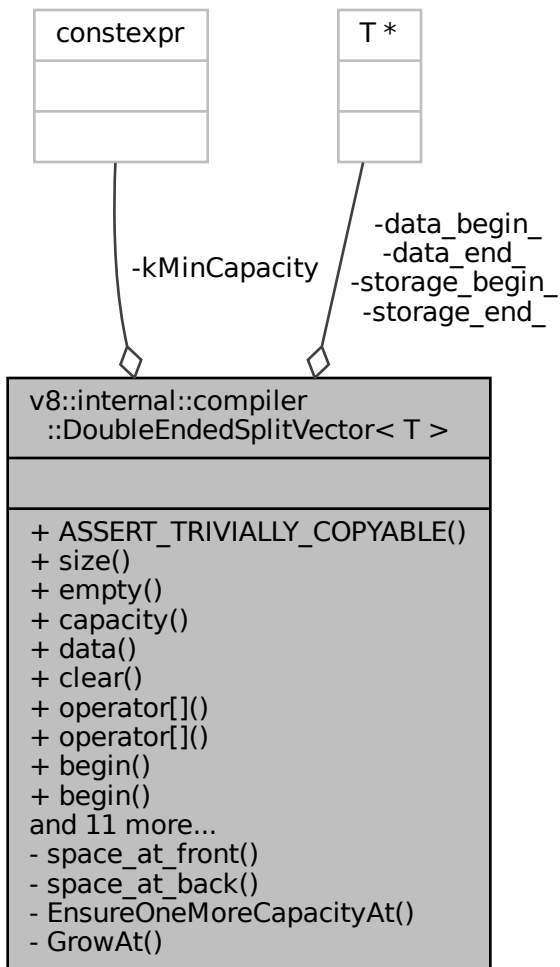 constexpr
T *
-kMinCapacity
-data_begin_
-data_end_
-storage_begin_
-storage_end_
v8::internal::compiler
::DoubleEndedSplitVector< T >
+ ASSERT_TRIVIALLY_COPYABLE()
+ size()
+ empty()
+ capacity()
+ data()
+ clear()
+ operator[]()
+ operator[]()
+ begin()
+ begin()
and 11 more...
- space_at_front()
- space_at_back()
- EnsureOneMoreCapacityAt()
- GrowAt()